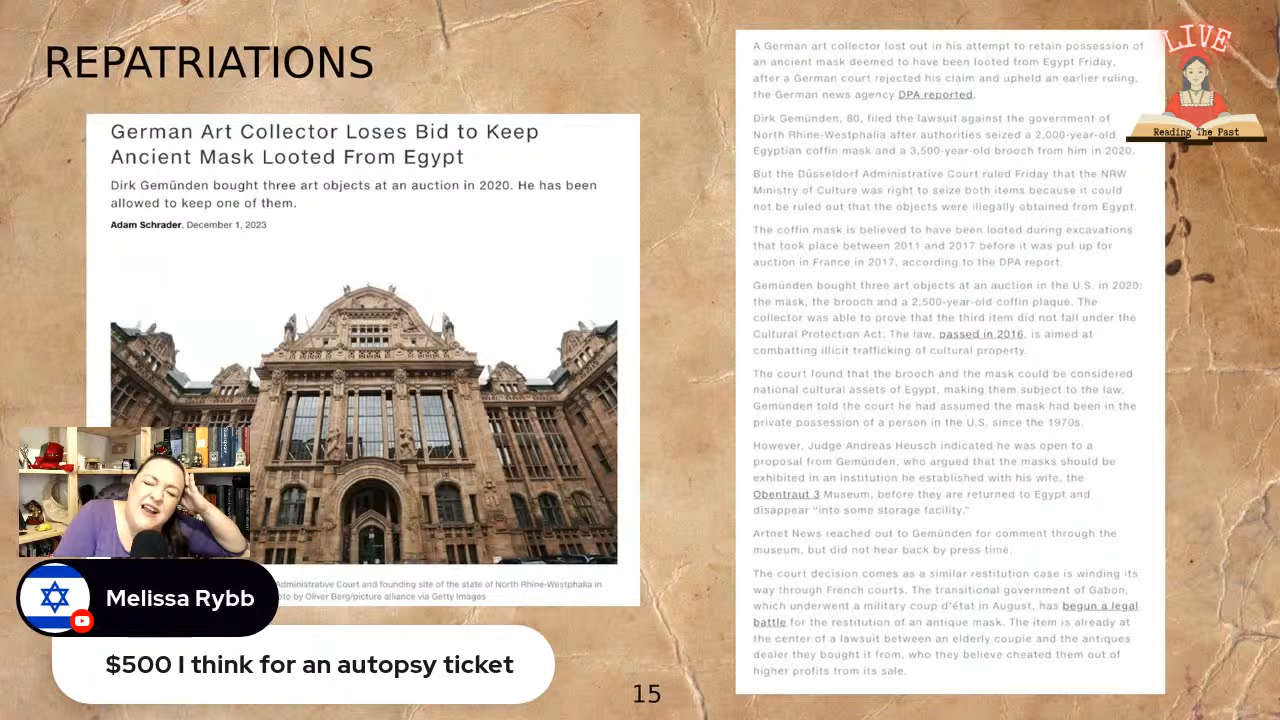 REPATRIATIONS
German Art Collector Loses Bid to Keep
Ancient Mask Looted From Egypt
Dirk Gemünden bought three art objects at an auction in 2020. He has been
allowed to keep one of them.
Adam Schrader, December 1, 2023
Administrative Court and founding site of the state of North Rhine-Westphalia in
by Oliver Berg/picture alliance via Getty Images
Melissa Rybb
$500 I think for an autopsy ticket
A German art collector lost out in his attempt to retain possession of
an ancient mask deemed to have been looted from Egypt Friday,
after a German court rejected his claim and upheld an earlier ruling,
the German news agency DPA reported.
Dirk Gemünden, 80, filed the lawsuit against the government of
North Rhine-Westphalia after authorities seized a 2,000-year-old
Egyptian coffin mask and a 3,500-year-old brooch from him in 2020.
But the Düsseldorf Administrative Court ruled Friday that the NRW
Ministry of Culture was right to seize both items because it could
not be ruled out that the objects were illegally obtained from Egypt.
The coffin mask is believed to have been looted during excavations
that took place between 2011 and 2017 before it was put up for
auction in France in 2017, according to the DPA report.
Gemünden bought three art objects at an auction in the U.S. in 2020:
the mask, the brooch and a 2,500-year-old coffin plaque. The
collector was able to prove that the third item did not fall under the
Cultural Protection Act. The law, passed in 2016, is aimed at
combatting illicit trafficking of cultural property.
The court found that the brooch and the mask could be considered
national cultural assets of Egypt, making them subject to the law.
Gemünden told the court he had assumed the mask had been in the
private possession of a person in the U.S. since the 1970s.
However, Judge Andreas Heusch indicated he was open to a
proposal from Gemünden, who argued that the masks should be
exhibited in an institution he established with his wife, the
Obentraut 3 Museum, before they are returned to Egypt and
disappear “into some storage facility.”
Artnet News reached out to Gemünden for comment through the
museum, but did not hear back by press time.
The court decision comes as a similar restitution case is winding its
way through French courts. The transitional government of Gabon,
which underwent a military coup d’état in August, has begun a legal
battle for the restitution of an antique mask. The item is already at
the center of a lawsuit between an elderly couple and the antiques
dealer they bought it from, who they believe cheated them out of
higher profits from its sale.
LIVE
Reading The Past
15